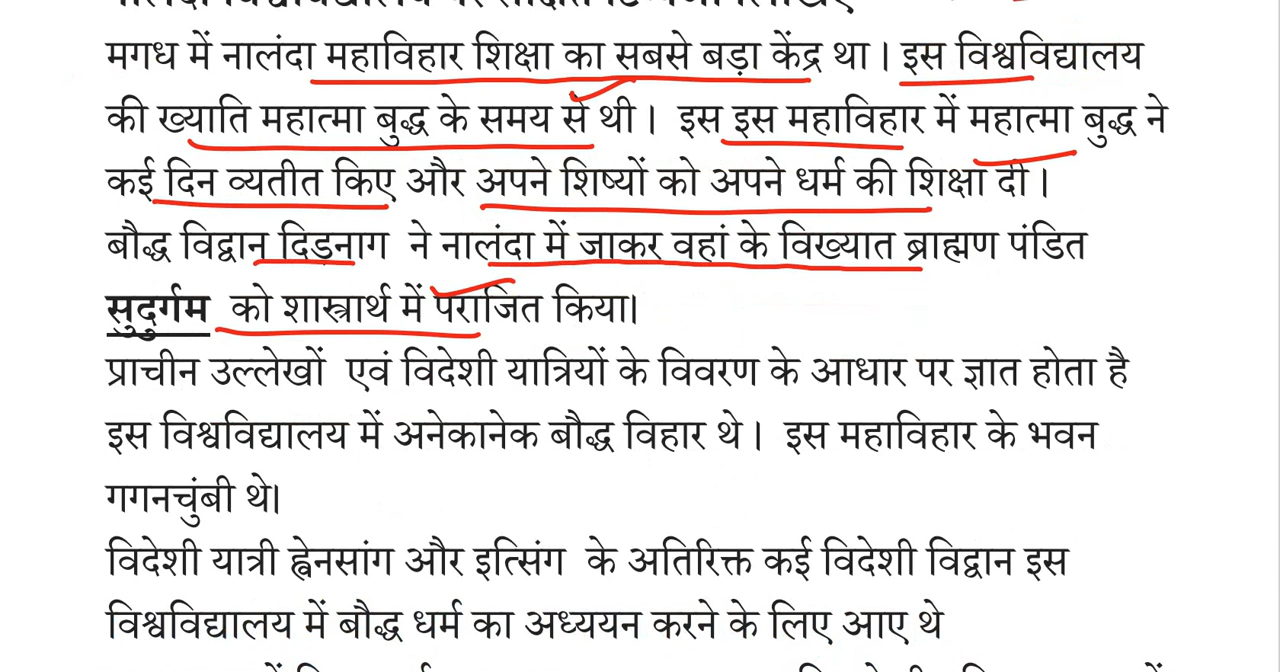 मगध में नालंदा महाविहार शिक्षा का सबसे बड़ा केंद्र था। इस विश्वविद्यालय
की ख्याति महात्मा बुद्ध के समय से थी। इस इस महाविहार में महात्मा बुद्ध ने
कई दिन व्यतीत किए और अपने शिष्यों को अपने धर्म की शिक्षा दी।
बौद्ध विद्वान दिड़नाग ने नालंदा में जाकर वहां के विख्यात ब्राह्मण पंडित
सुदुर्गम को शास्त्रार्थ में पराजित किया।
प्राचीन उल्लेखों एवं विदेशी यात्रियों के विवरण के आधार पर ज्ञात होता है
इस विश्वविद्यालय में अनेकानेक बौद्ध विहार थे। इस महाविहार के भवन
गगनचुंबी थे।
विदेशी यात्री ह्वेनसांग और इत्सिंग के अतिरिक्त कई विदेशी विद्वान इस
विश्वविद्यालय में बौद्ध धर्म का अध्ययन करने के लिए आए थे